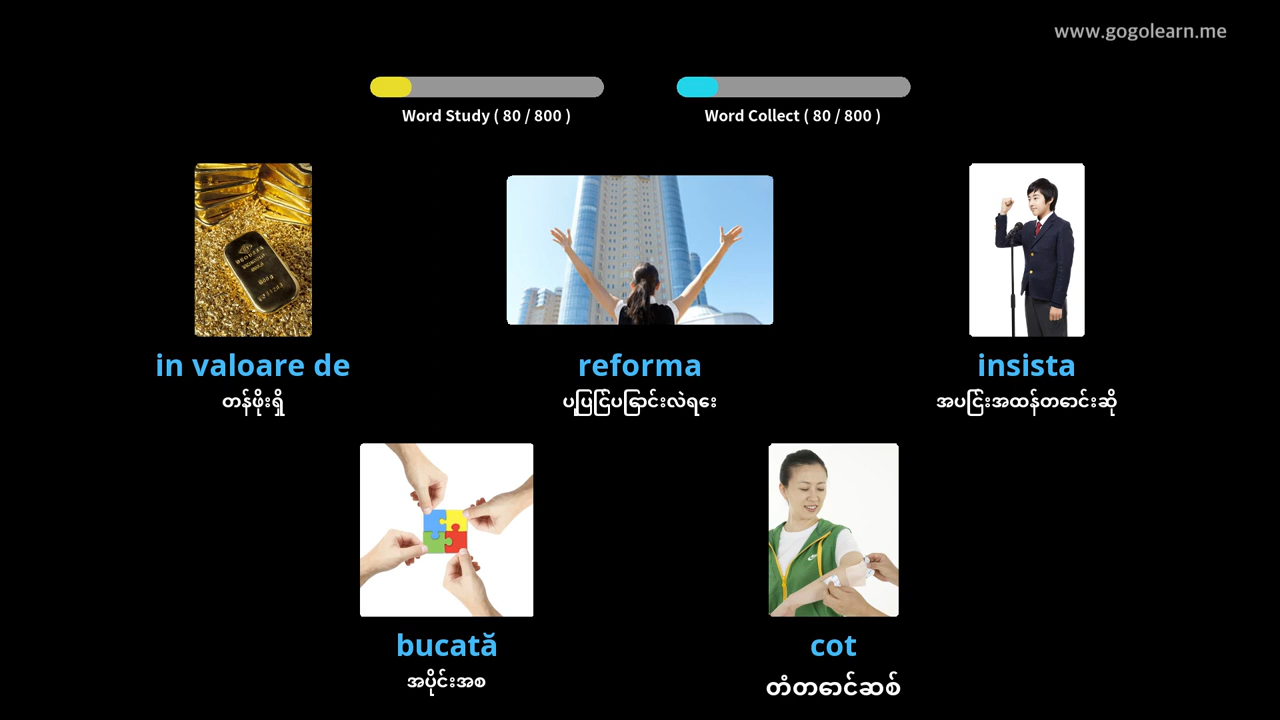 www.gogolearn.me
Word Study ( 80 / 800 )
Word Collect ( 80 / 800 )
in valoare de
တန်ဖိုးရှိ
reforma
ပုပြင်ပြောင်းလဲရေး
insista
အပြင်းအထန်တောင်းဆို
bucată
အပိုင်းအစ
cot
တံတောင်ဆစ်